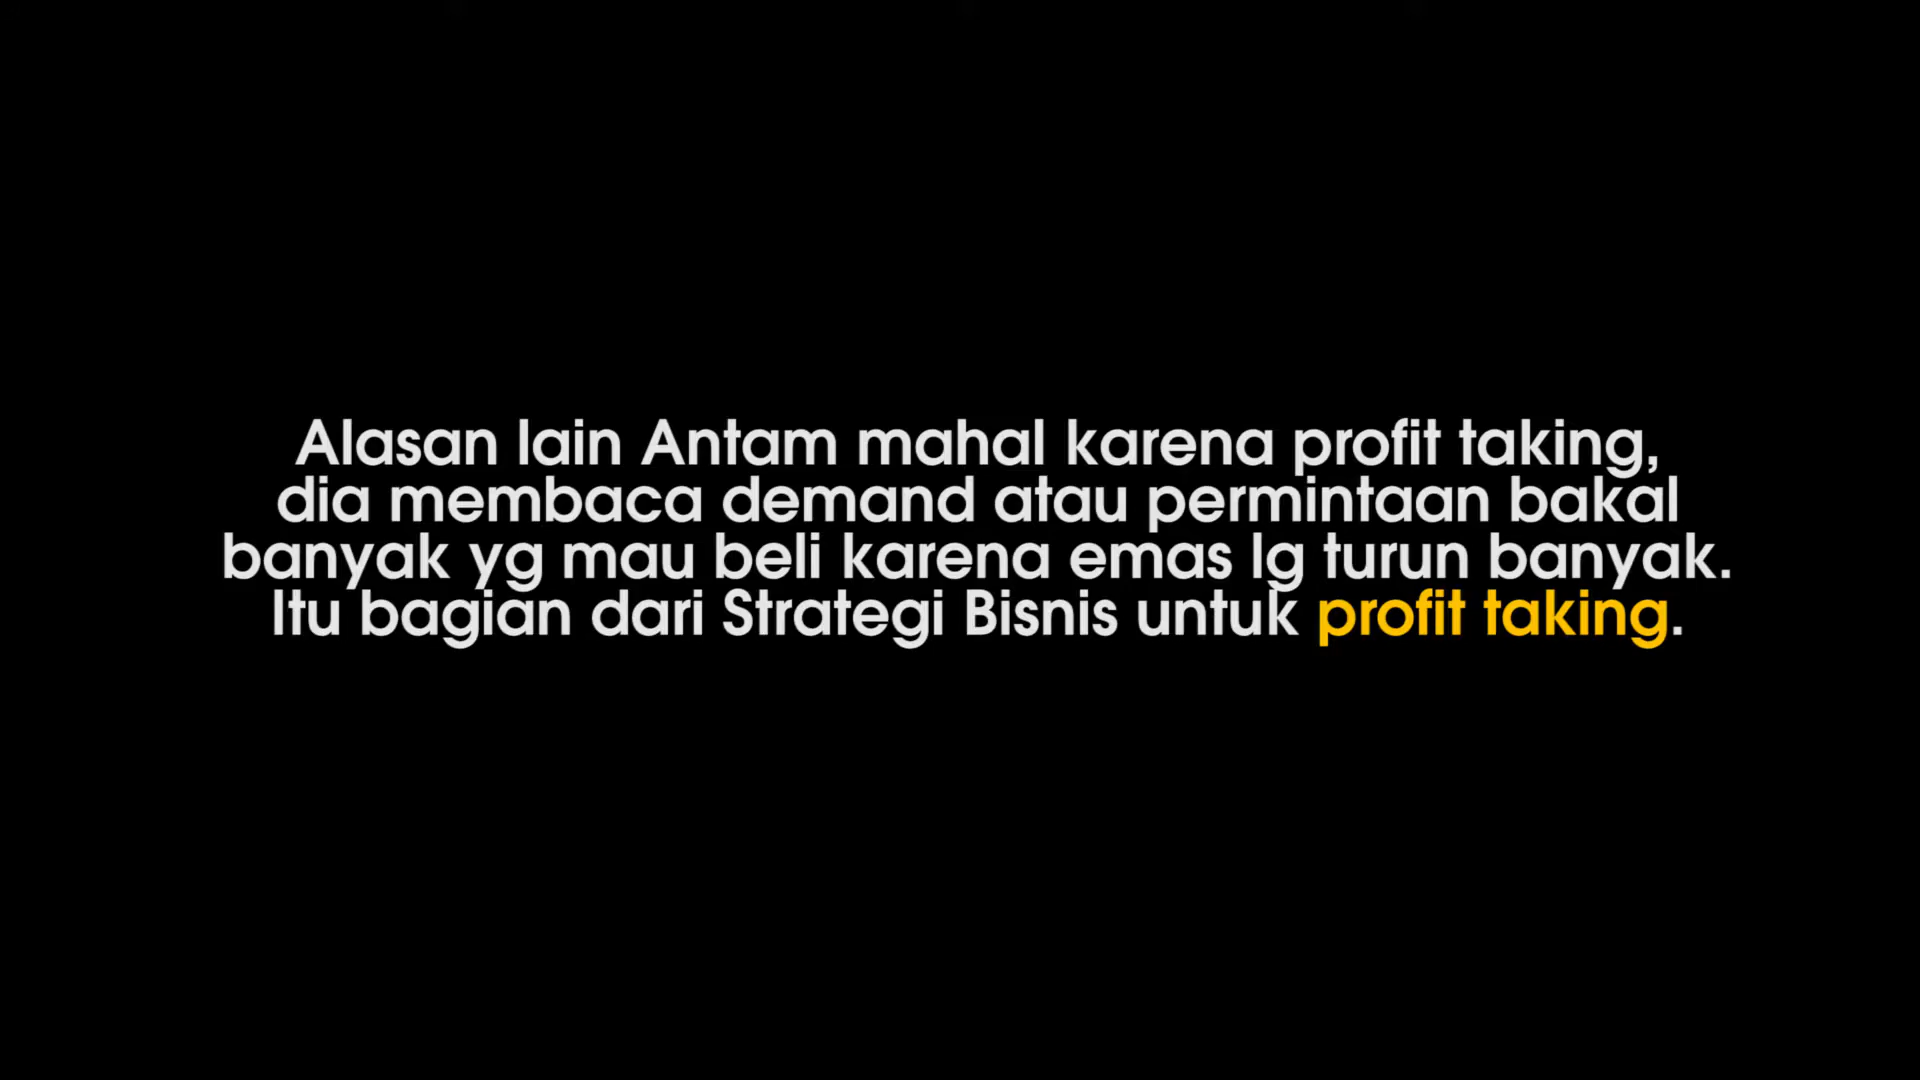 Alasan lain Antam mahal karena profit taking,
dia membaca demand atau permintaan bakal
banyak yg mau beli karena emas lg turun banyak.
Itu bagian dari Strategi Bisnis untuk profit taking.